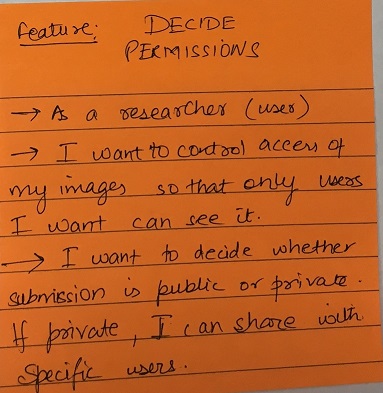 Feature: DECIDE
PERMISSIONS
→ As a researcher (user)
→ I want to control access of
my images so that only users
I want can see it.
→ I want to decide whether
submission is public or private.
If private, I can share with
specific users.